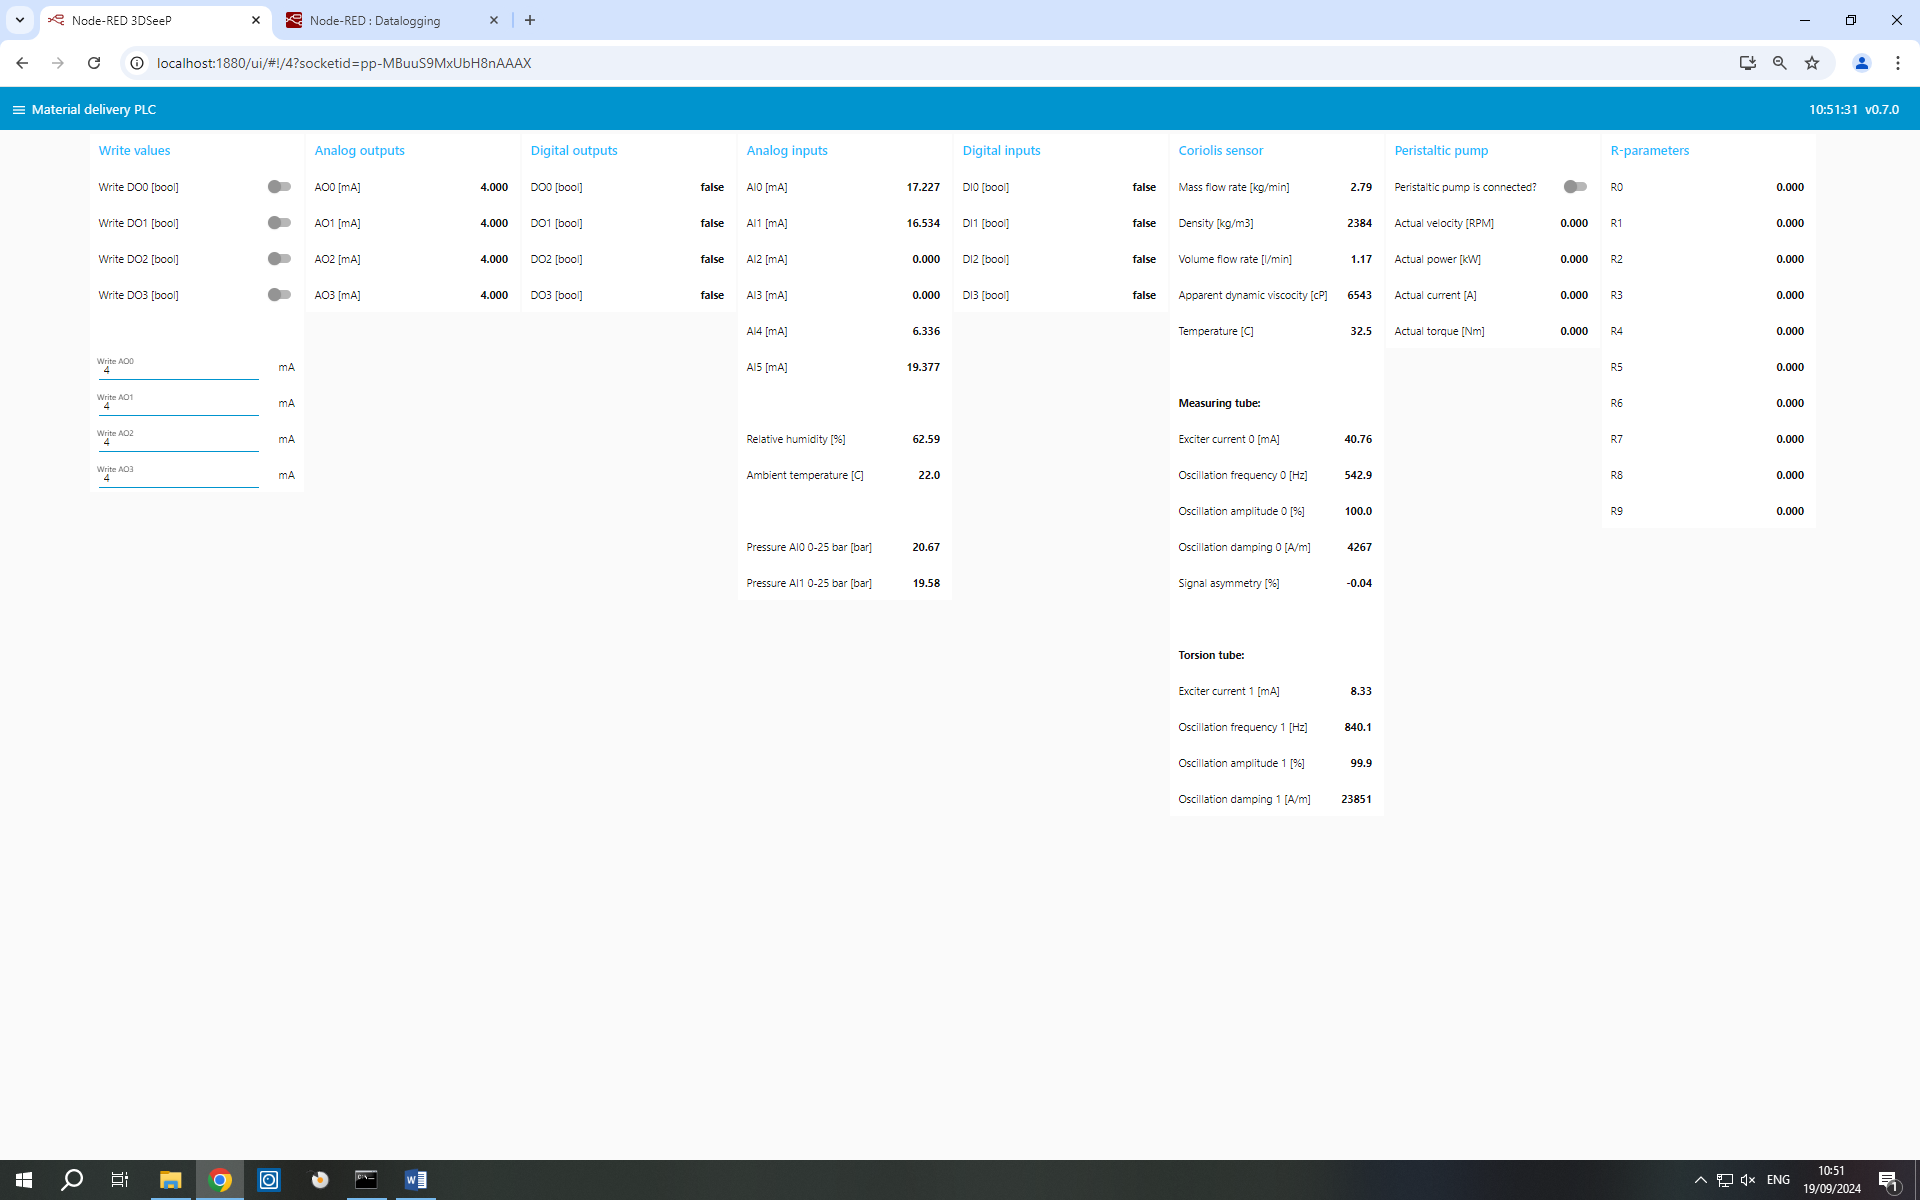 Node-RED 3DSeeP
Node-RED : Datalogging
localhost:1880/ui/#!/4?socketid=pp-MBuuS9MxUbH8nAAAX
Material delivery PLC
10:51:31 v0.7.0
Write values
Write DO0 [bool]
Write DO1 [bool]
Write DO2 [bool]
Write DO3 [bool]
Write AO0
4 mA
Write AO1
4 mA
Write AO2
4 mA
Write AO3
4 mA
Analog outputs
AO0 [mA] 4.000
AO1 [mA] 4.000
AO2 [mA] 4.000
AO3 [mA] 4.000
Digital outputs
DO0 [bool] false
DO1 [bool] false
DO2 [bool] false
DO3 [bool] false
Analog inputs
AI0 [mA] 17.227
AI1 [mA] 16.534
AI2 [mA] 0.000
AI3 [mA] 0.000
AI4 [mA] 6.336
AI5 [mA] 19.377
Relative humidity [%] 62.59
Ambient temperature [C] 22.0
Pressure AI0 0-25 bar [bar] 20.67
Pressure AI1 0-25 bar [bar] 19.58
Digital inputs
DI0 [bool] false
DI1 [bool] false
DI2 [bool] false
DI3 [bool] false
Coriolis sensor
Mass flow rate [kg/min] 2.79
Density [kg/m3] 2384
Volume flow rate [l/min] 1.17
Apparent dynamic viscocity [cP] 6543
Temperature [C] 32.5
Measuring tube:
Exciter current 0 [mA] 40.76
Oscillation frequency 0 [Hz] 542.9
Oscillation amplitude 0 [%] 100.0
Oscillation damping 0 [A/m] 4267
Signal asymmetry [%] -0.04
Torsion tube:
Exciter current 1 [mA] 8.33
Oscillation frequency 1 [Hz] 840.1
Oscillation amplitude 1 [%] 99.9
Oscillation damping 1 [A/m] 23851
Peristaltic pump
Peristaltic pump is connected?
Actual velocity [RPM] 0.000
Actual power [kW] 0.000
Actual current [A] 0.000
Actual torque [Nm] 0.000
R-parameters
R0 0.000
R1 0.000
R2 0.000
R3 0.000
R4 0.000
R5 0.000
R6 0.000
R7 0.000
R8 0.000
R9 0.000
ENG
10:51
19/09/2024
1